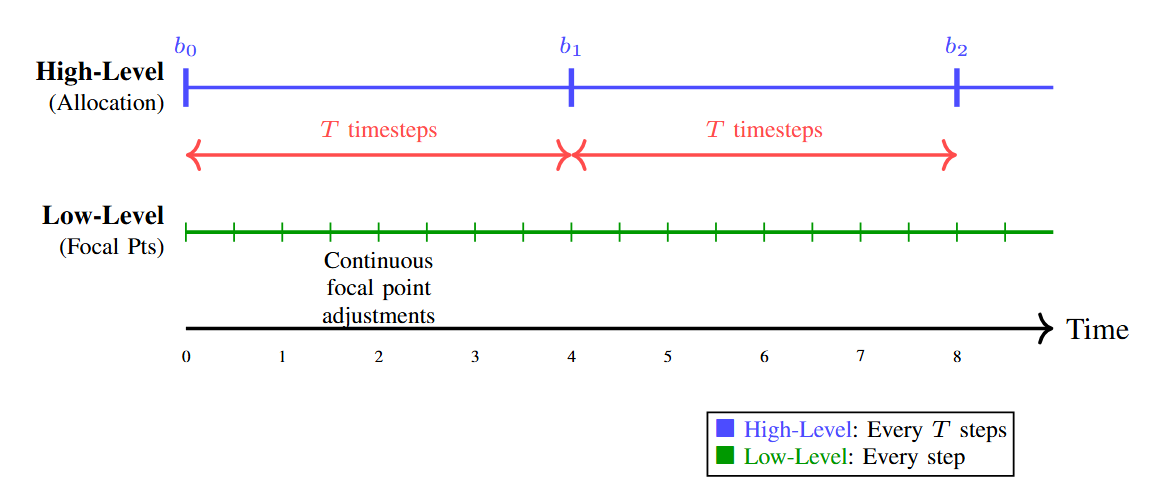 b₀ b₁ b₂
High-Level
(Allocation)
T timesteps T timesteps
Low-Level
(Focal Pts)
Continuous
focal point
adjustments
Time
0 1 2 3 4 5 6 7 8
High-Level: Every T steps
Low-Level: Every step